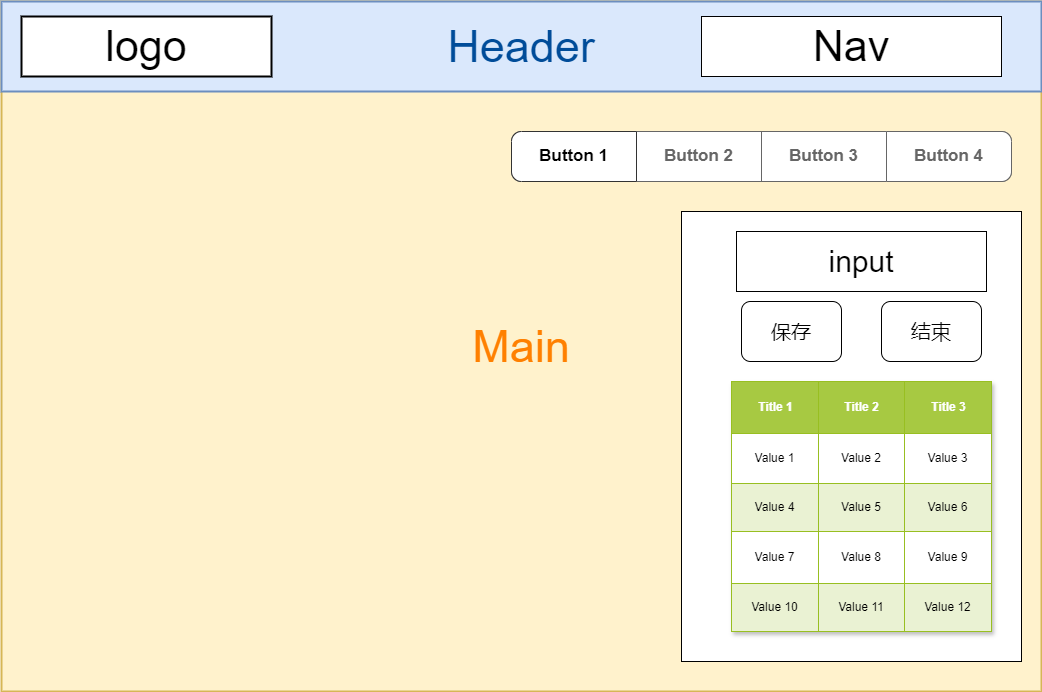 logo
Header
Nav
Button 1
Button 2
Button 3
Button 4
Main
input
保存
结束
Title 1 Title 2 Title 3
Value 1 Value 2 Value 3
Value 4 Value 5 Value 6
Value 7 Value 8 Value 9
Value 10 Value 11 Value 12